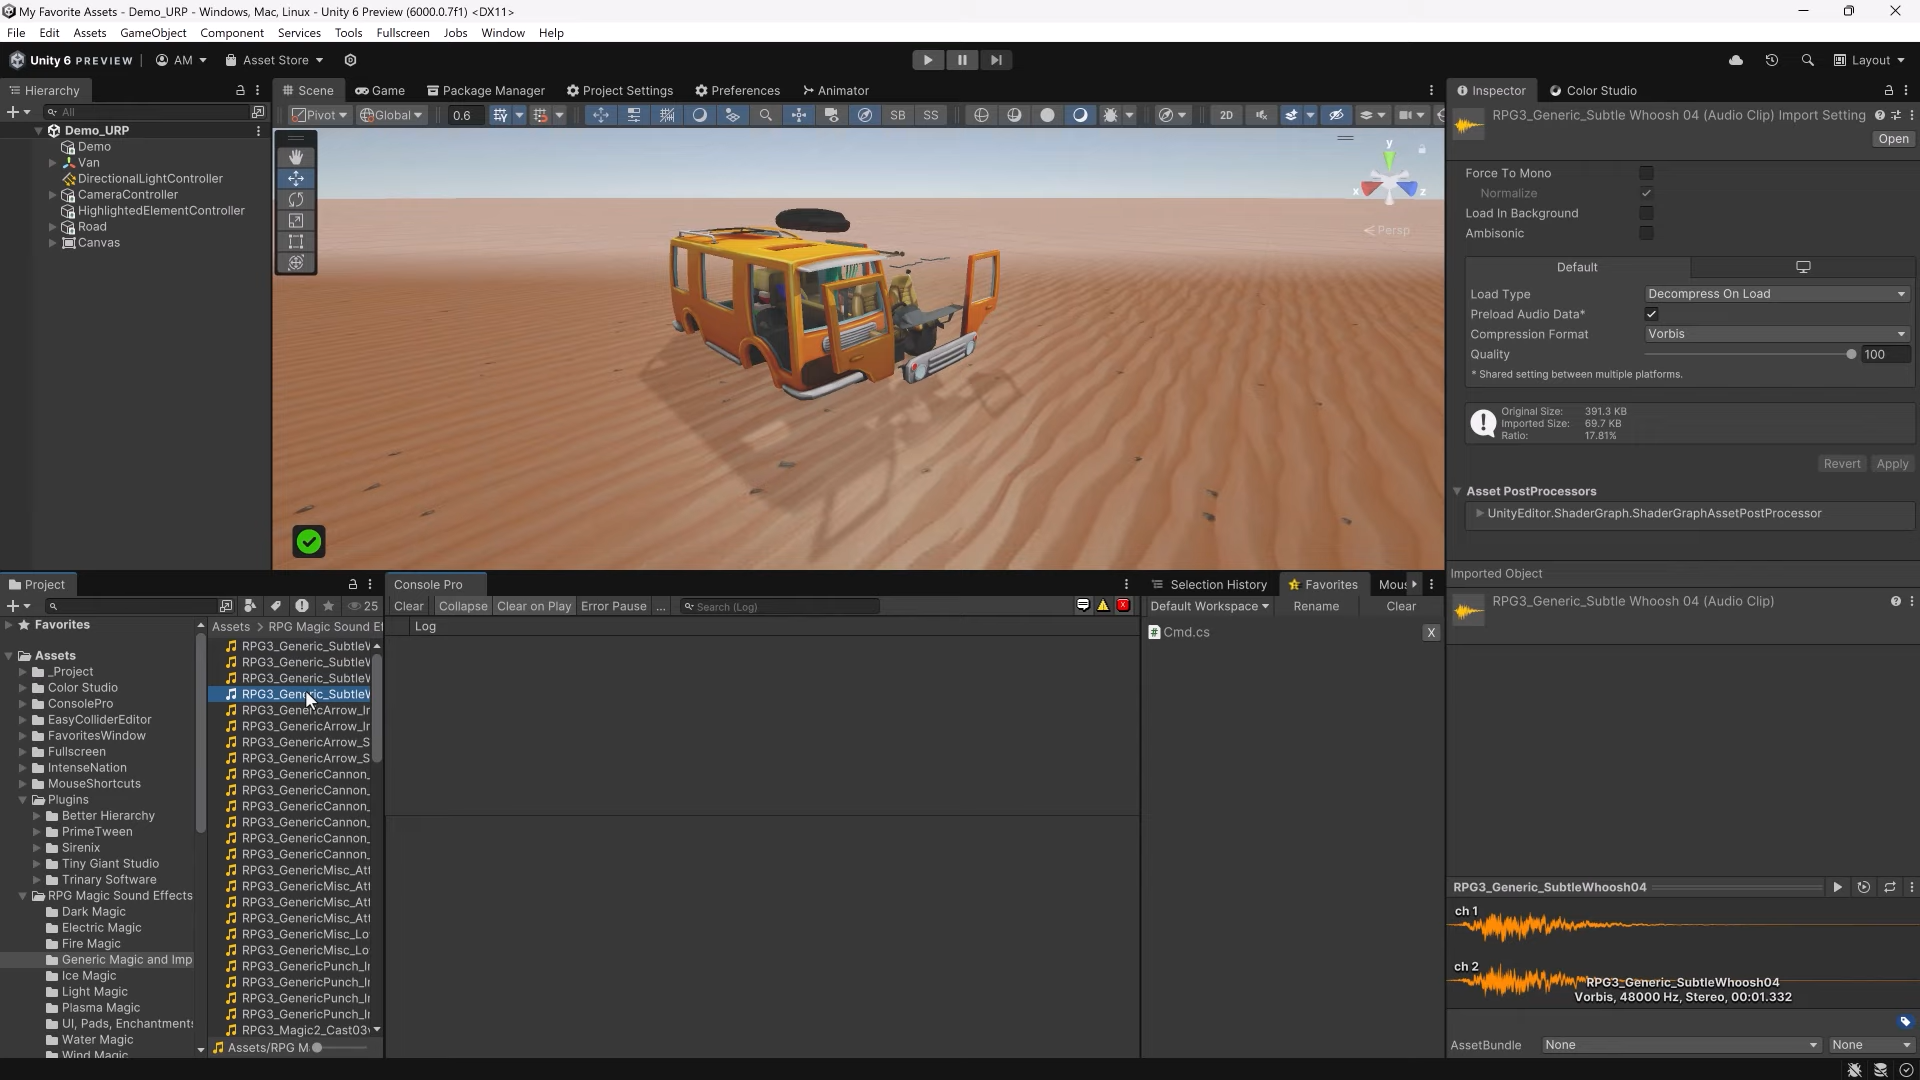 My Favorite Assets - Demo_URP - Windows, Mac, Linux - Unity 6 Preview (6000.0.7f1) <DX11>
File Edit Assets GameObject Component Services Tools Fullscreen Jobs Window Help
Unity 6 PREVIEW AM Asset Store Layout
Hierarchy
All
Demo_URP
Demo
Van
DirectionalLightController
CameraController
HighlightedElementController
Road
Canvas
Scene Game Package Manager Project Settings Preferences Animator
Pivot Global 0.6 SB SS 2D
y
x z
Persp
Inspector Color Studio
RPG3_Generic_Subtle Whoosh 04 (Audio Clip) Import Setting
Open
Force To Mono
Normalize
Load In Background
Ambisonic
Default
Load Type Decompress On Load
Preload Audio Data*
Compression Format Vorbis
Quality 100
* Shared setting between multiple platforms.
Original Size: 391.3 KB
Imported Size: 69.7 KB
Ratio: 17.81%
Revert Apply
Asset PostProcessors
UnityEditor.ShaderGraph.ShaderGraphAssetPostProcessor
Imported Object
RPG3_Generic_Subtle Whoosh 04 (Audio Clip)
Project
25
Favorites
Assets
_Project
Color Studio
ConsolePro
EasyColliderEditor
FavoritesWindow
Fullscreen
IntenseNation
MouseShortcuts
Plugins
Better Hierarchy
PrimeTween
Sirenix
Tiny Giant Studio
Trinary Software
RPG Magic Sound Effects
Dark Magic
Electric Magic
Fire Magic
Generic Magic and Imp
Ice Magic
Light Magic
Plasma Magic
UI, Pads, Enchantments
Water Magic
Wind Magic
Assets > RPG Magic Sound Ef
RPG3_Generic_SubtleW
RPG3_Generic_SubtleW
RPG3_Generic_SubtleW
RPG3_Generic_SubtleW
RPG3_GenericArrow_Ir
RPG3_GenericArrow_Ir
RPG3_GenericArrow_S
RPG3_GenericArrow_S
RPG3_GenericCannon_
RPG3_GenericCannon_
RPG3_GenericCannon_
RPG3_GenericCannon_
RPG3_GenericCannon_
RPG3_GenericCannon_
RPG3_GenericMisc_Att
RPG3_GenericMisc_Att
RPG3_GenericMisc_Att
RPG3_GenericMisc_Att
RPG3_GenericMisc_Lo
RPG3_GenericMisc_Lo
RPG3_GenericPunch_Ir
RPG3_GenericPunch_Ir
RPG3_GenericPunch_Ir
RPG3_GenericPunch_Ir
RPG3_Magic2_Cast03v
Assets/RPG M
Console Pro
Clear Collapse Clear on Play Error Pause ... Search (Log)
Log
Selection History Favorites Mous
Default Workspace Rename Clear
Cmd.cs X
RPG3_Generic_SubtleWhoosh04
ch 1
ch 2
RPG3_Generic_SubtleWhoosh04
Vorbis, 48000 Hz, Stereo, 00:01.332
AssetBundle None None